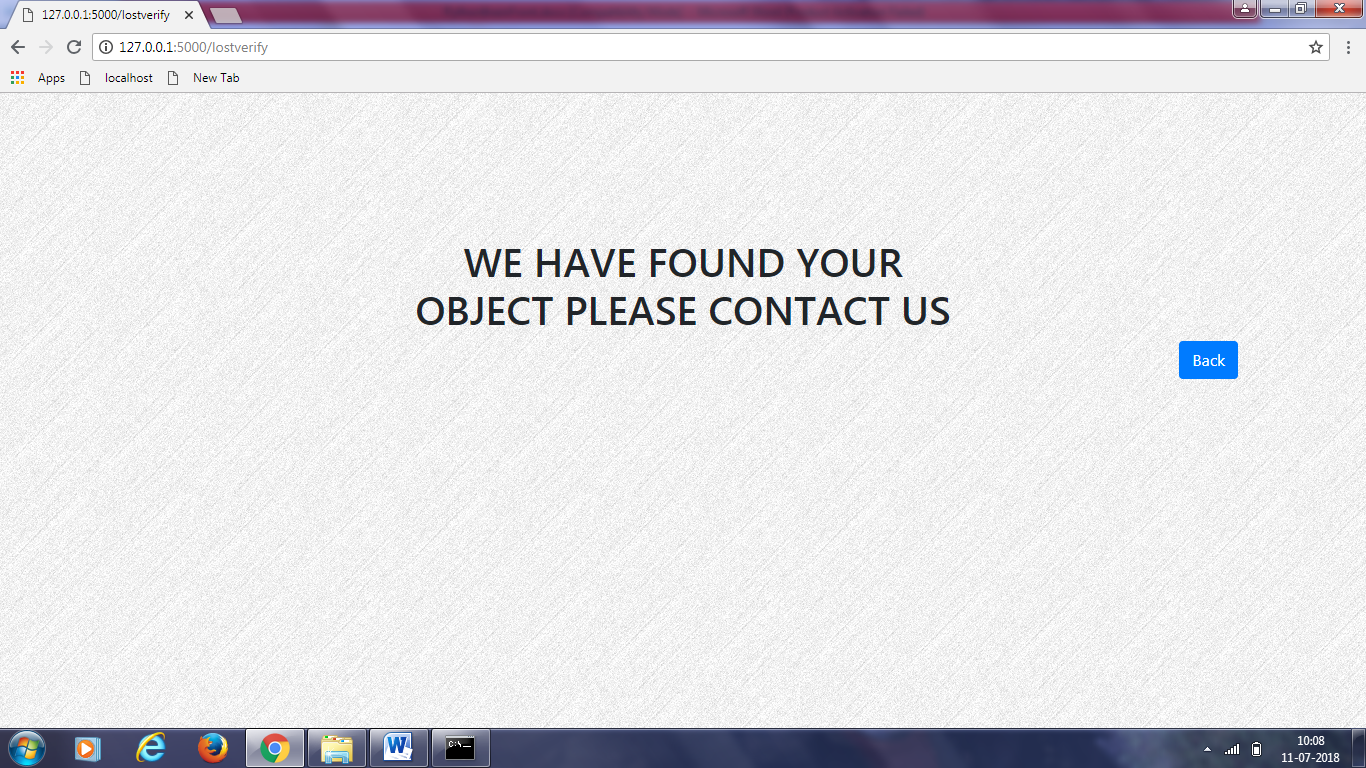 127.0.0.1:5000/lostverify
127.0.0.1:5000/lostverify
Apps localhost New Tab
WE HAVE FOUND YOUR
OBJECT PLEASE CONTACT US
Back
C:\
10:08
11-07-2018